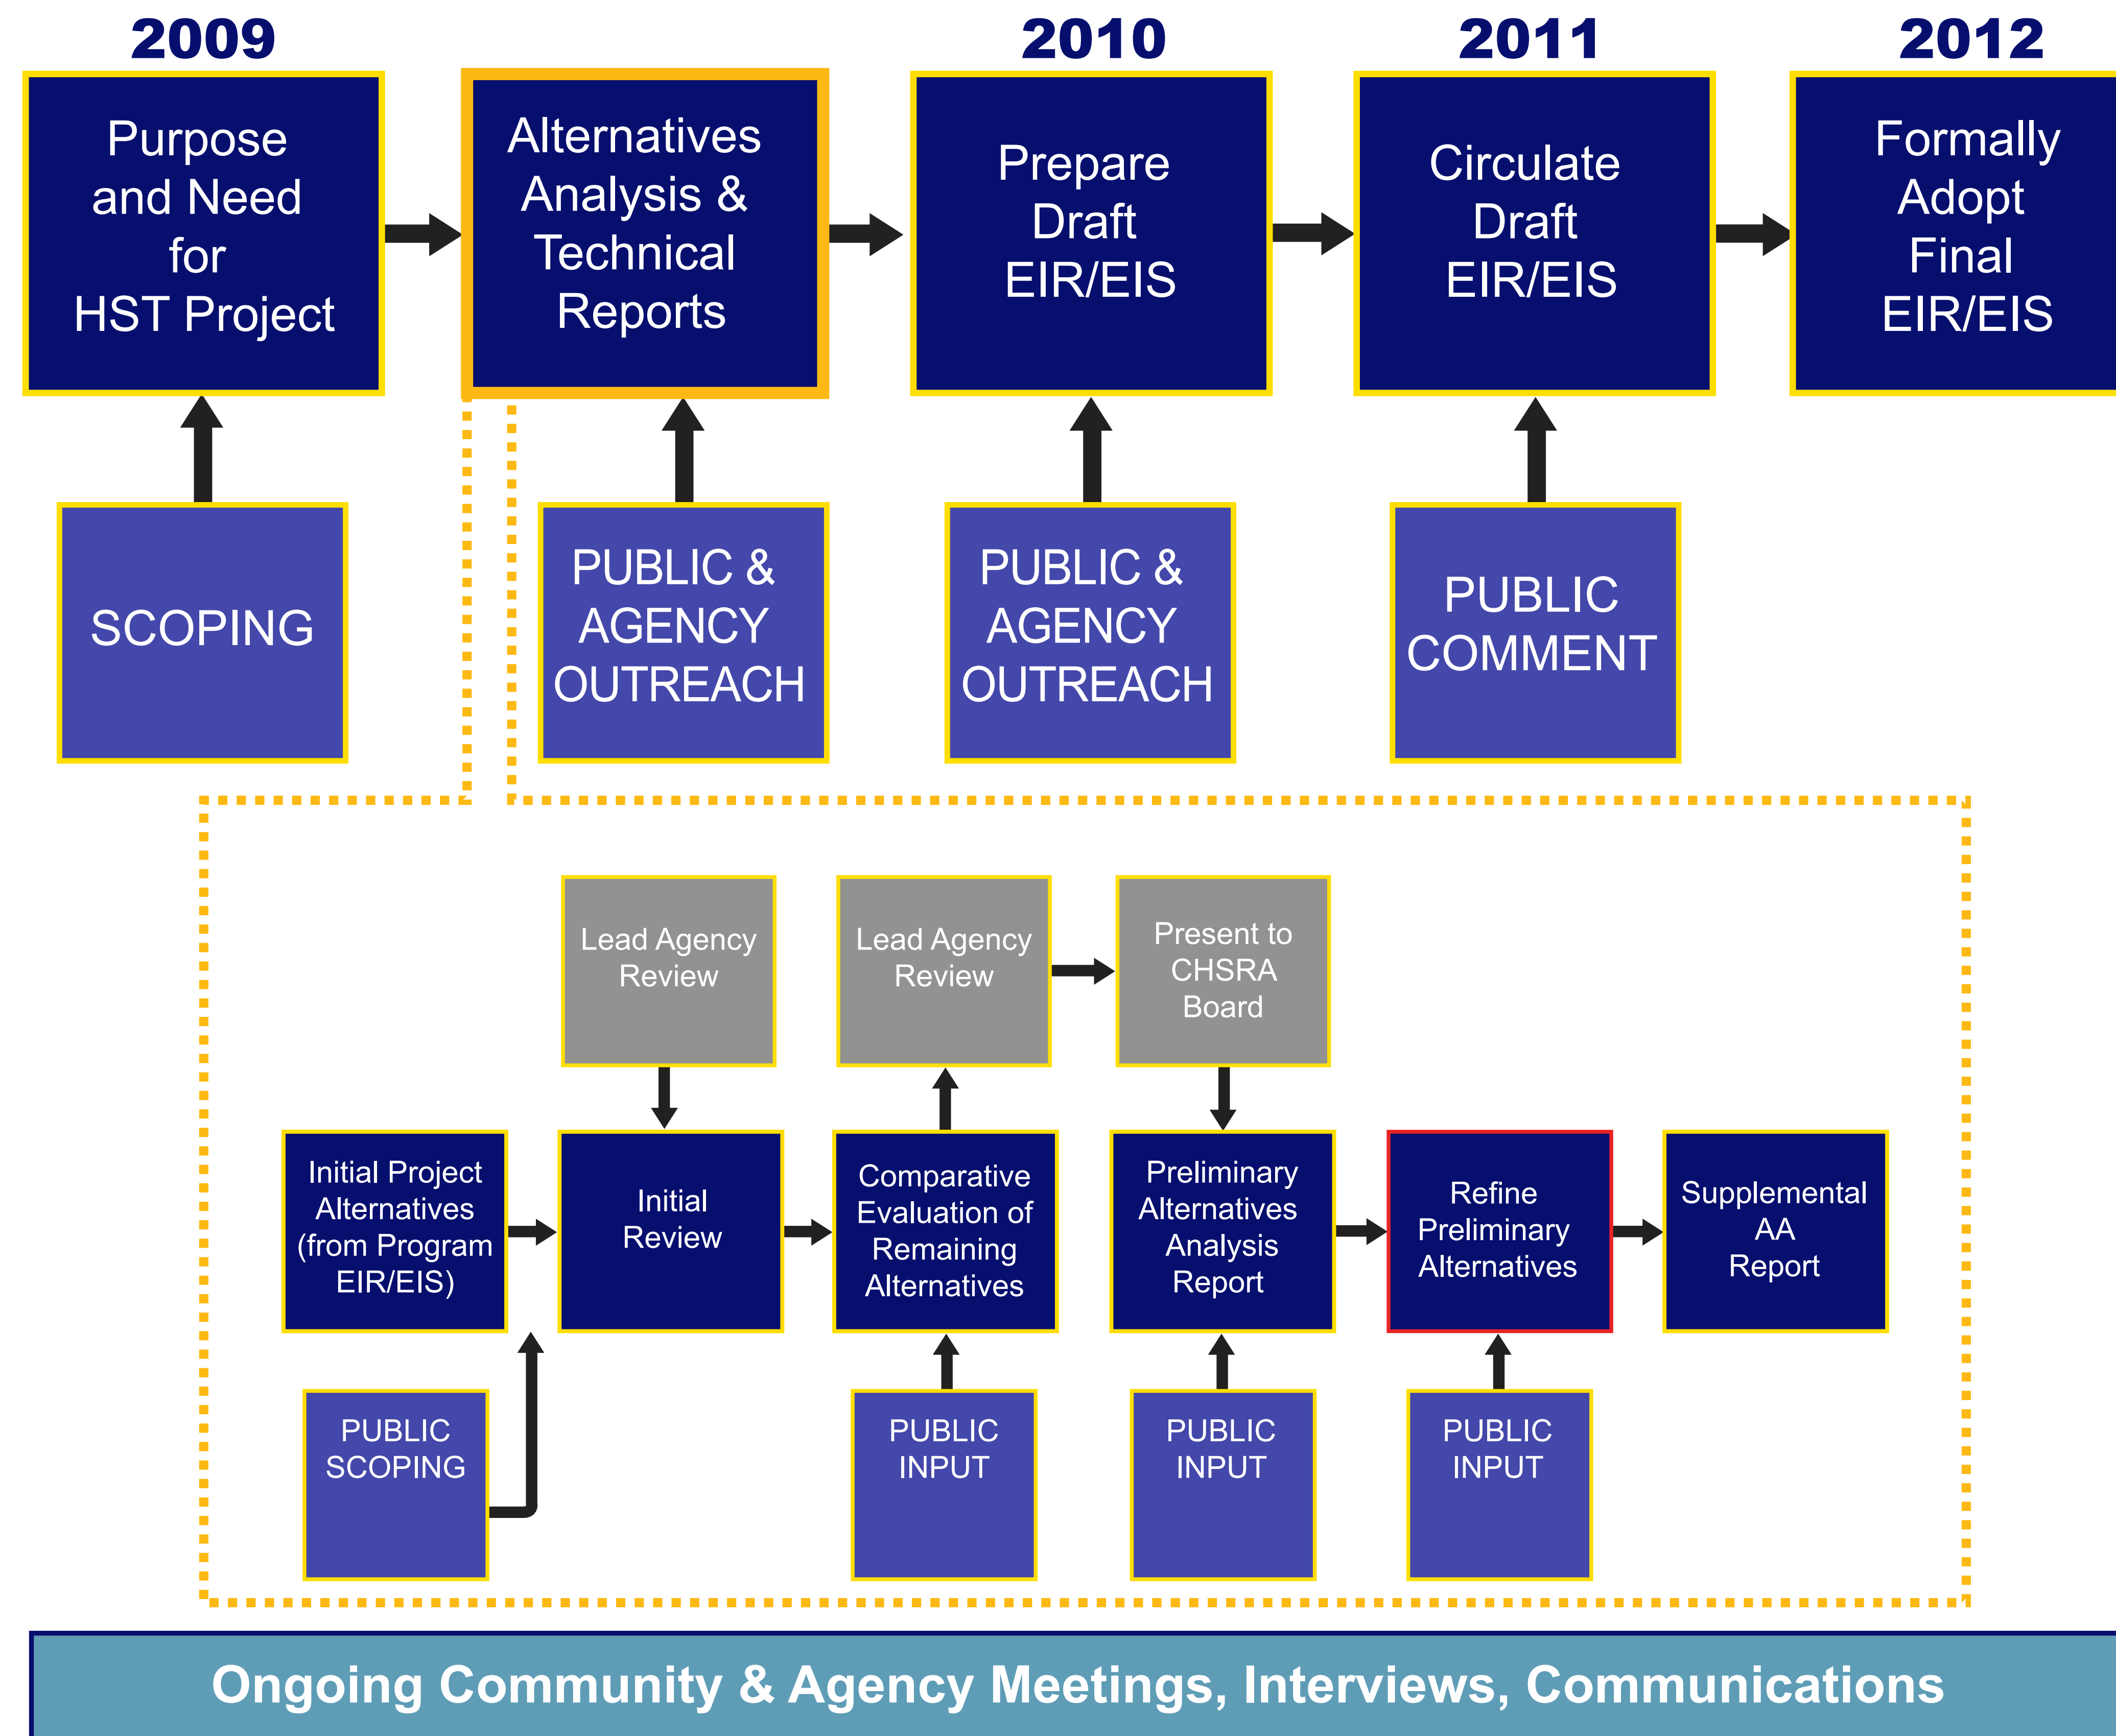 2009
2010
2011
2012
Purpose
and Need
for
HST Project
Alternatives
Analysis &
Technical
Reports
Prepare
Draft
EIR/EIS
Circulate
Draft
EIR/EIS
Formally
Adopt
Final
EIR/EIS
SCOPING
PUBLIC &
AGENCY
OUTREACH
PUBLIC &
AGENCY
OUTREACH
PUBLIC
COMMENT
Lead Agency
Review
Lead Agency
Review
Present to
CHSRA
Board
Initial Project
Alternatives
(from Program
EIR/EIS)
Initial
Review
Comparative
Evaluation of
Remaining
Alternatives
Preliminary
Alternatives
Analysis
Report
Refine
Preliminary
Alternatives
Supplemental
AA
Report
PUBLIC
SCOPING
PUBLIC
INPUT
PUBLIC
INPUT
PUBLIC
INPUT
Ongoing Community & Agency Meetings, Interviews, Communications